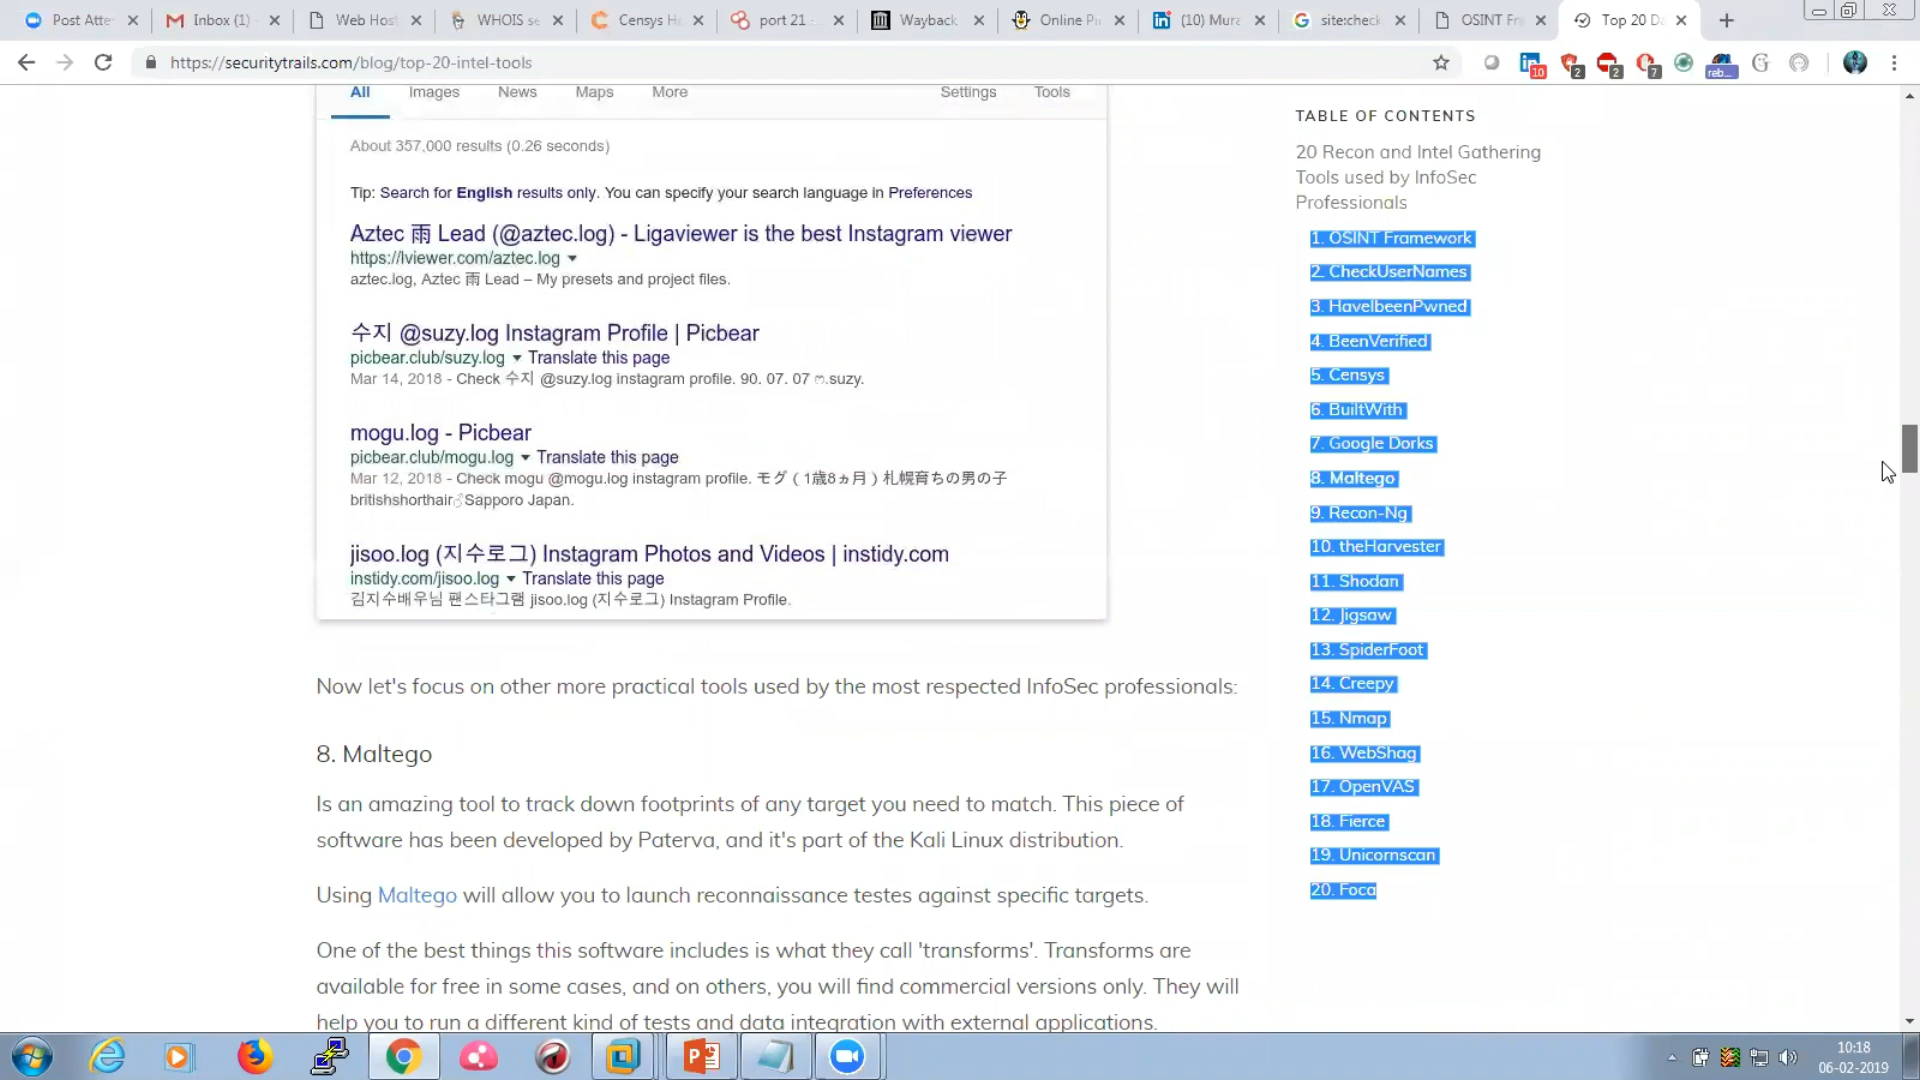 Post Atte
Inbox (1)
Web Host
WHOIS se
Censys H
port 21 -
Wayback
Online Pi
(10) Mura
site:check
OSINT Fr
Top 20 Da
https://securitytrails.com/blog/top-20-intel-tools
10
2
2
7
reb...
All
Images
News
Maps
More
Settings
Tools
About 357,000 results (0.26 seconds)
Tip: Search for English results only. You can specify your search language in Preferences
Aztec 雨 Lead (@aztec.log) - Ligaviewer is the best Instagram viewer
https://lviewer.com/aztec.log
aztec.log, Aztec 雨 Lead – My presets and project files.
수지 @suzy.log Instagram Profile | Picbear
picbear.club/suzy.log Translate this page
Mar 14, 2018 - Check 수지 @suzy.log instagram profile. 90. 07. 07 ෆ.suzy.
mogu.log - Picbear
picbear.club/mogu.log Translate this page
Mar 12, 2018 - Check mogu @mogu.log instagram profile. モグ ( 1歳8ヵ月 ) 札幌育ちの男の子
britishshorthair♂Sapporo Japan.
jisoo.log (지수로그) Instagram Photos and Videos | instidy.com
instidy.com/jisoo.log Translate this page
김지수배우님 팬스타그램 jisoo.log (지수로그) Instagram Profile.
Now let's focus on other more practical tools used by the most respected InfoSec professionals:
8. Maltego
Is an amazing tool to track down footprints of any target you need to match. This piece of
software has been developed by Paterva, and it's part of the Kali Linux distribution.
Using Maltego will allow you to launch reconnaissance testes against specific targets.
One of the best things this software includes is what they call 'transforms'. Transforms are
available for free in some cases, and on others, you will find commercial versions only. They will
help you to run a different kind of tests and data integration with external applications.
TABLE OF CONTENTS
20 Recon and Intel Gathering
Tools used by InfoSec
Professionals
1. OSINT Framework
2. CheckUserNames
3. HaveIbeenPwned
4. BeenVerified
5. Censys
6. BuiltWith
7. Google Dorks
8. Maltego
9. Recon-Ng
10. theHarvester
11. Shodan
12. Jigsaw
13. SpiderFoot
14. Creepy
15. Nmap
16. WebShag
17. OpenVAS
18. Fierce
19. Unicornscan
20. Foca
10:18
06-02-2019